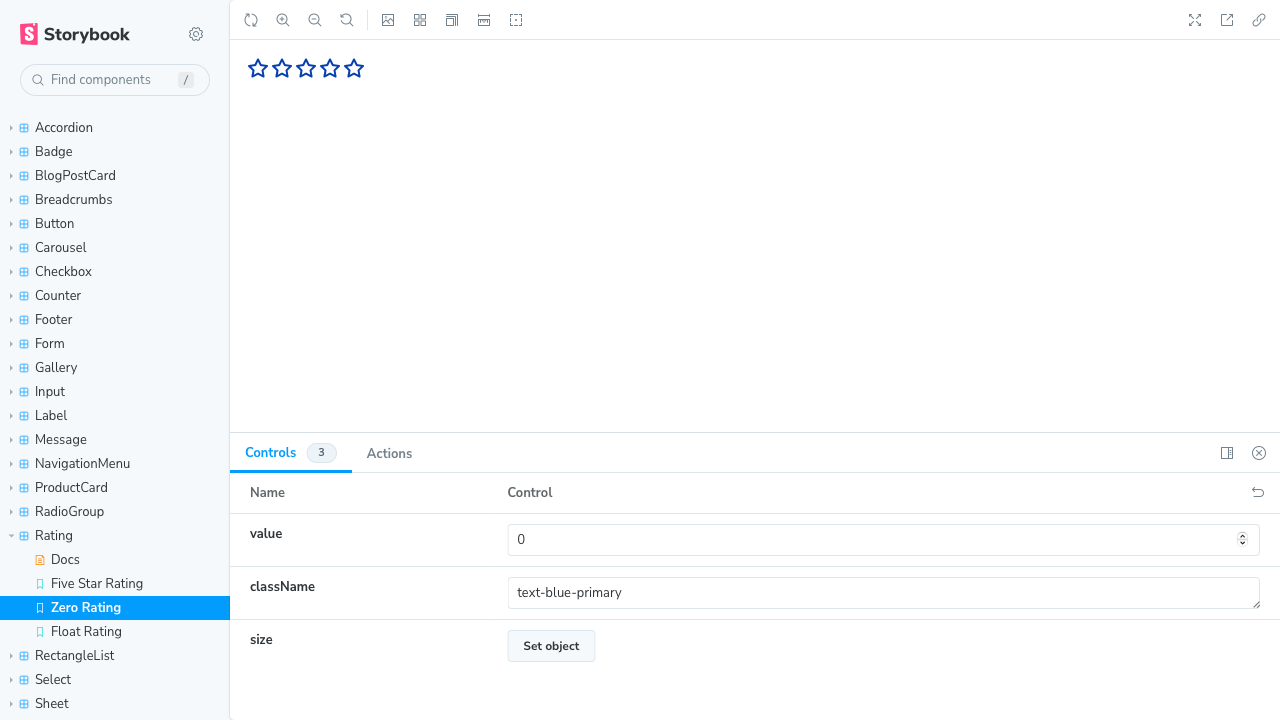 Storybook
Find components
/
Accordion
Badge
BlogPostCard
Breadcrumbs
Button
Carousel
Checkbox
Counter
Footer
Form
Gallery
Input
Label
Message
NavigationMenu
ProductCard
RadioGroup
Rating
Docs
Five Star Rating
Zero Rating
Float Rating
RectangleList
Select
Sheet
Controls 3 Actions
Name Control
value 0
className text-blue-primary
size Set object